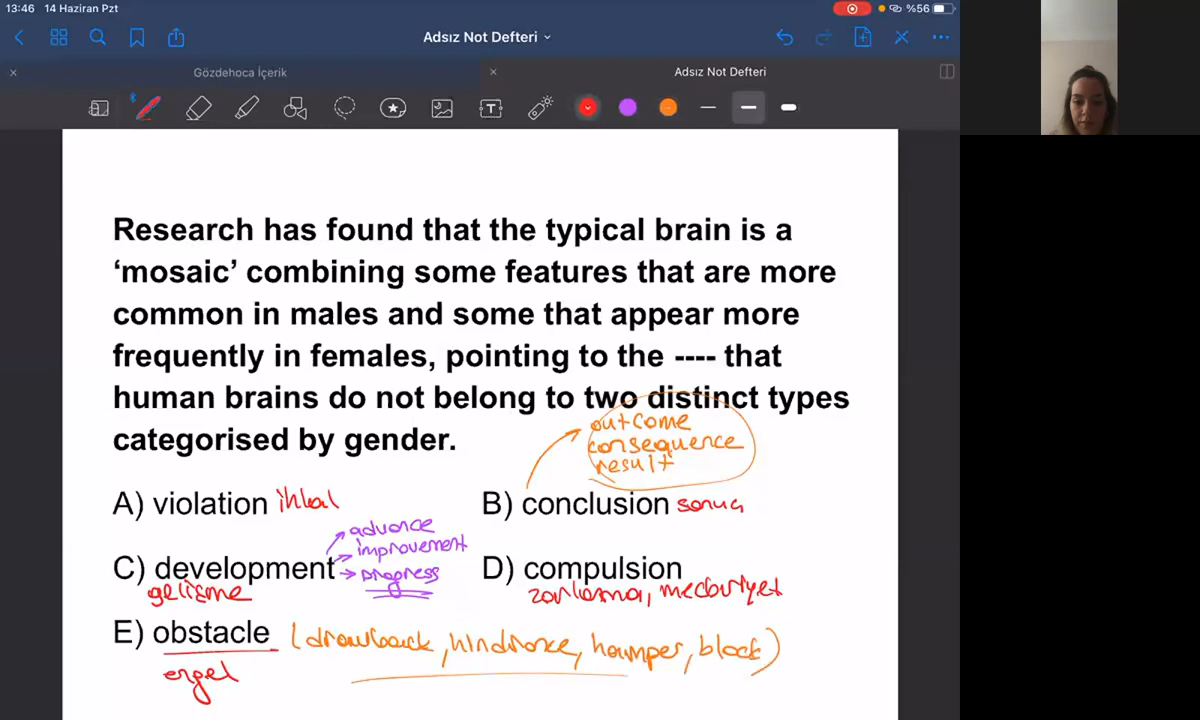 13:46 14 Haziran Pzt %56
Adsız Not Defteri
Gözdehoca İçerik
Adsız Not Defteri
Research has found that the typical brain is a
‘mosaic’ combining some features that are more
common in males and some that appear more
frequently in females, pointing to the ---- that
human brains do not belong to two distinct types
categorised by gender.
outcome
consequence
result
A) violation ihlal
B) conclusion sonuç
advance
improvement
C) development progress
gelişme
D) compulsion
zorlama, mecburiyet
E) obstacle (drawback, hindrance, hamper, block)
engel